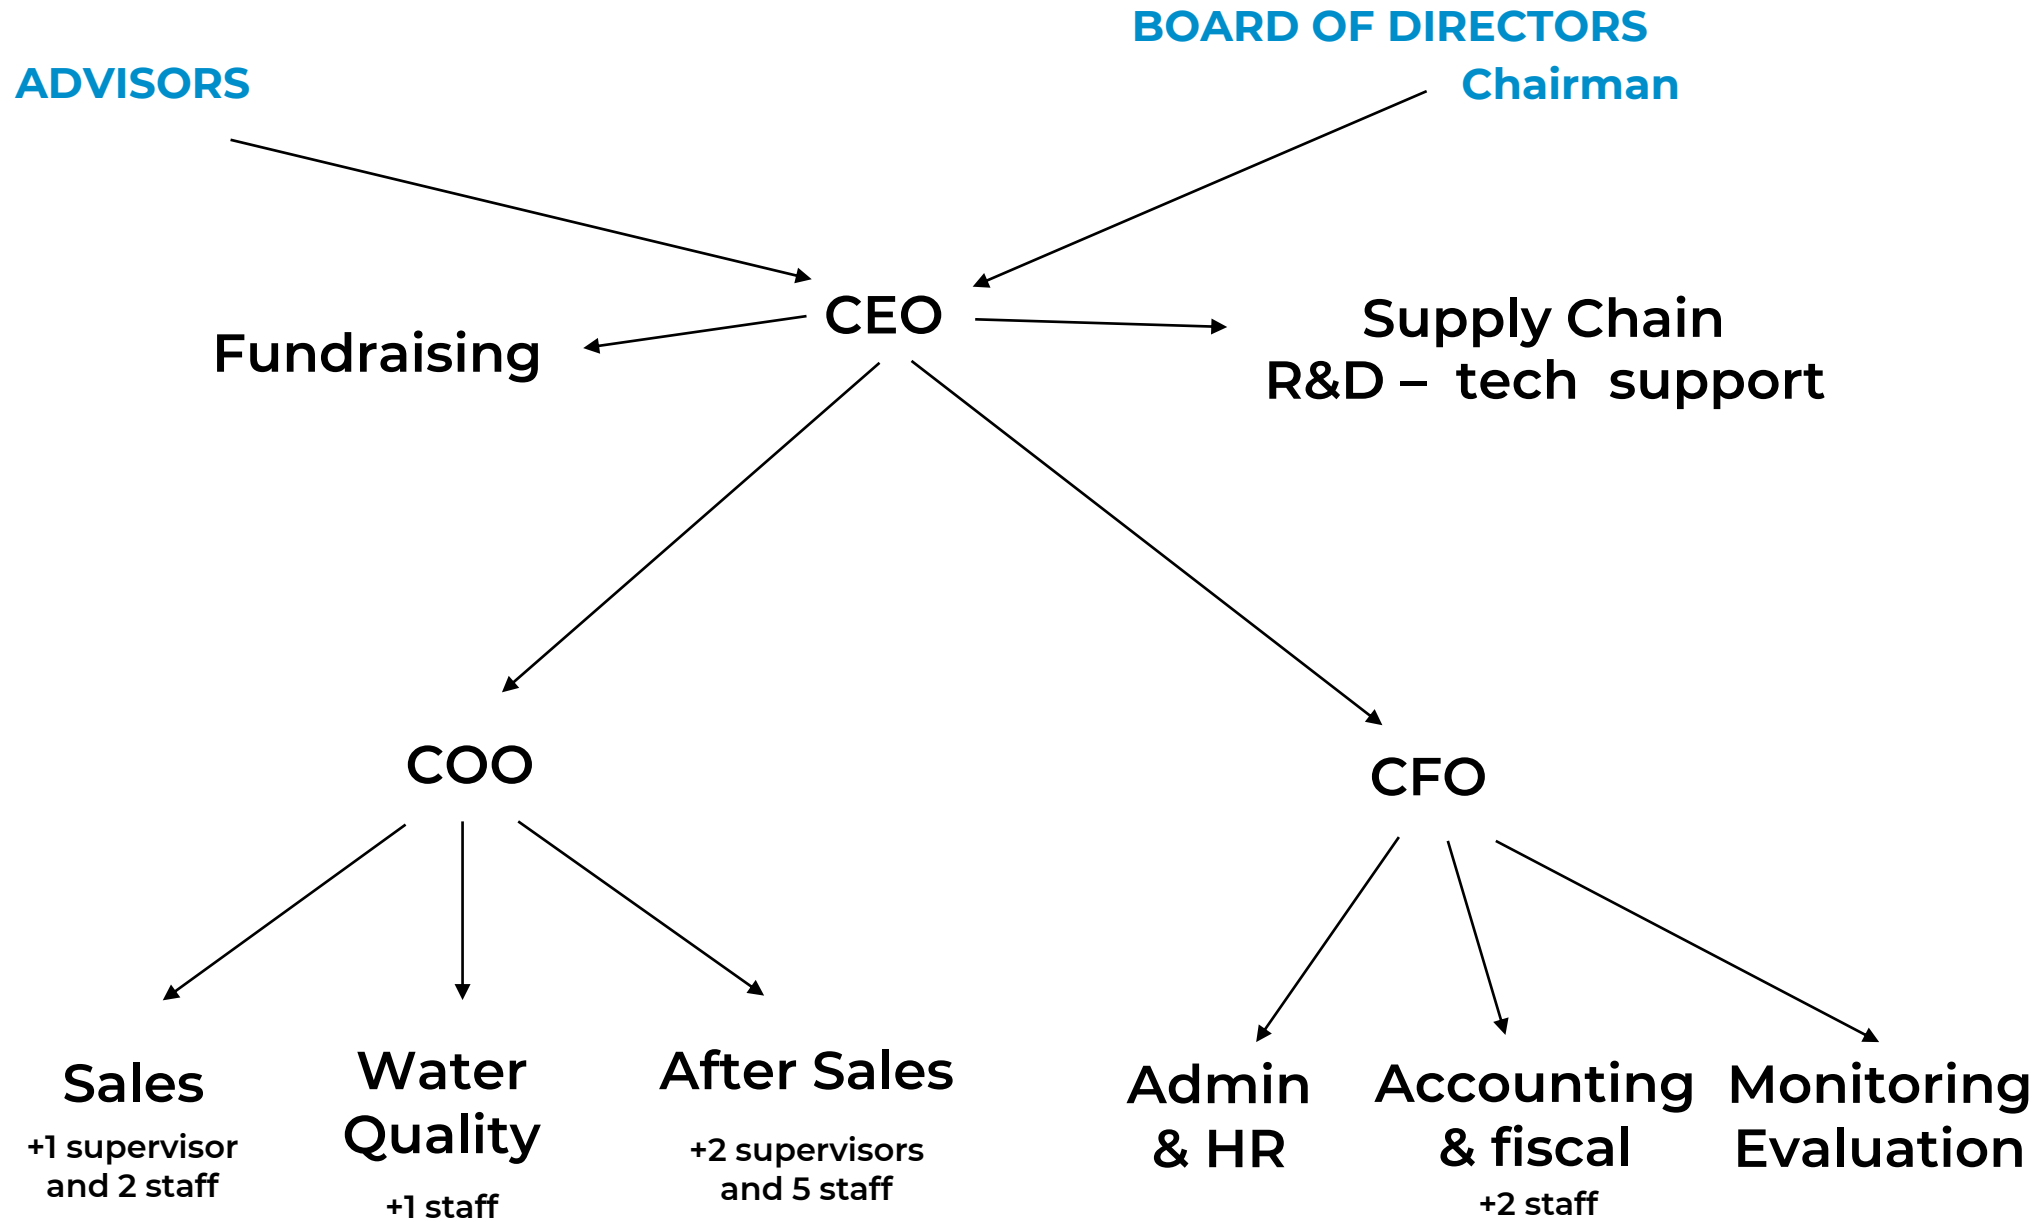 BOARD OF DIRECTORS
ADVISORS
Chairman
CEO
Fundraising
Supply Chain
R&D – tech support
COO
CFO
Sales
+1 supervisor
and 2 staff
Water
Quality
+1 staff
After Sales
+2 supervisors
and 5 staff
Admin
& HR
Accounting
& fiscal
+2 staff
Monitoring
Evaluation